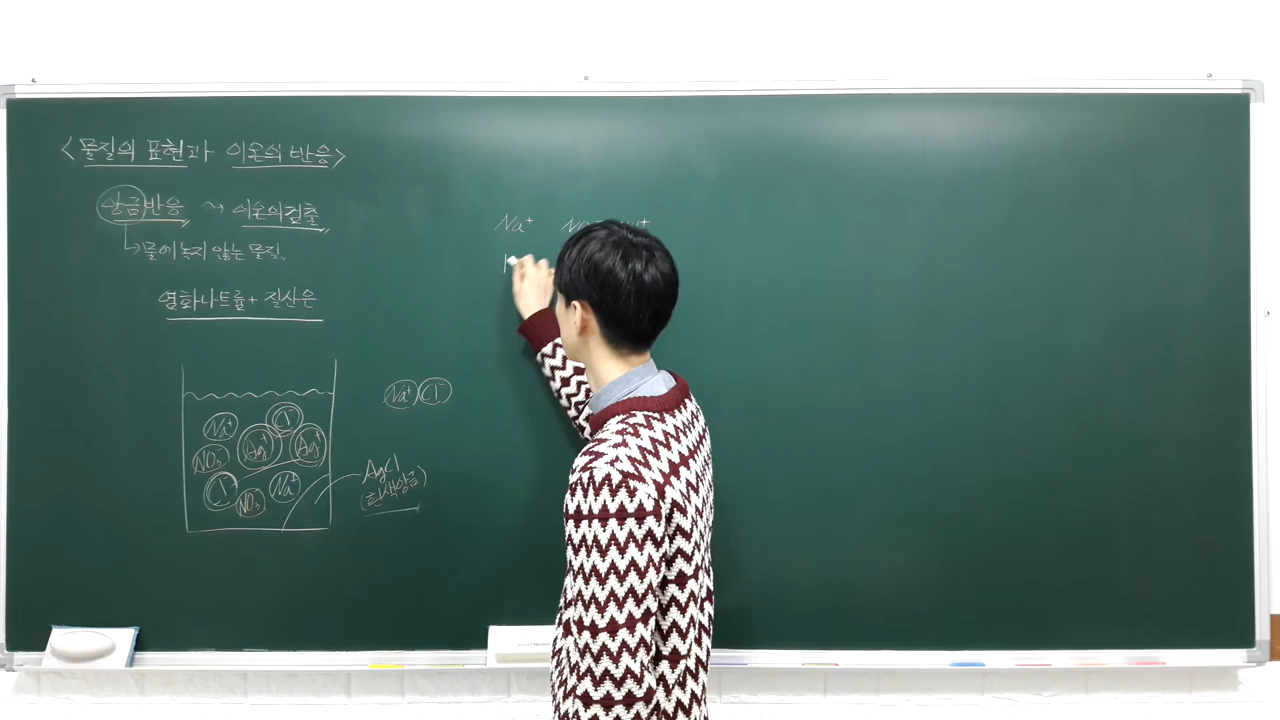 <물질의 표현과 이온의 반응>
앙금반응 ~> 이온의검출
↳물에 녹지 않는 물질.
염화나트륨+ 질산은
Na⁺ Cl⁻
Na⁺ Cl⁻
NO₃⁻ Ag⁺ Ag⁺
Cl⁻ NO₃⁻ Na⁺
AgCl
(흰색앙금)
Na⁺